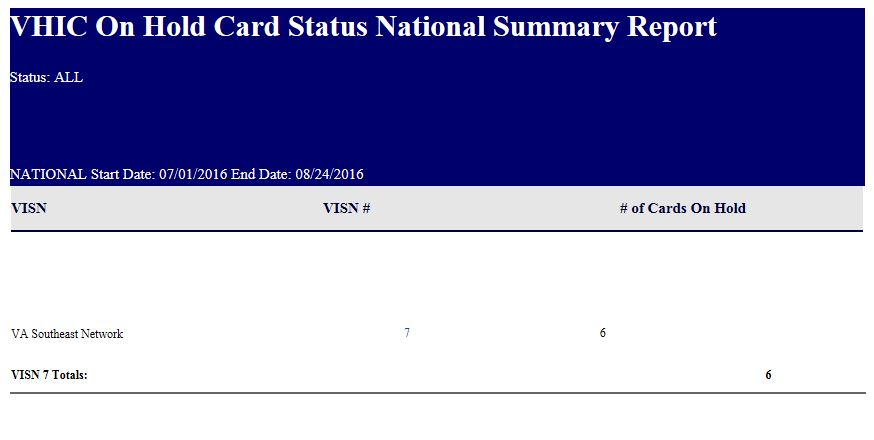 VHIC On Hold Card Status National Summary Report
Status: ALL
NATIONAL Start Date: 07/01/2016 End Date: 08/24/2016
VISN VISN # # of Cards On Hold
VA Southeast Network 7 6
VISN 7 Totals: 6